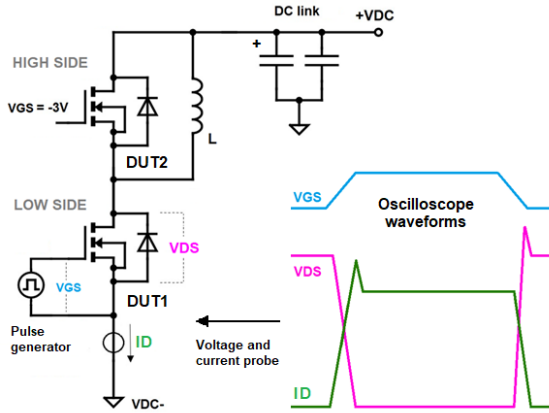 DC link
+VDC
+
HIGH SIDE
VGS = -3V
L
DUT2
LOW SIDE
VDS
VGS
DUT1
Pulse
generator
ID
VDC-
Voltage and
current probe
VGS
Oscilloscope
waveforms
VDS
ID